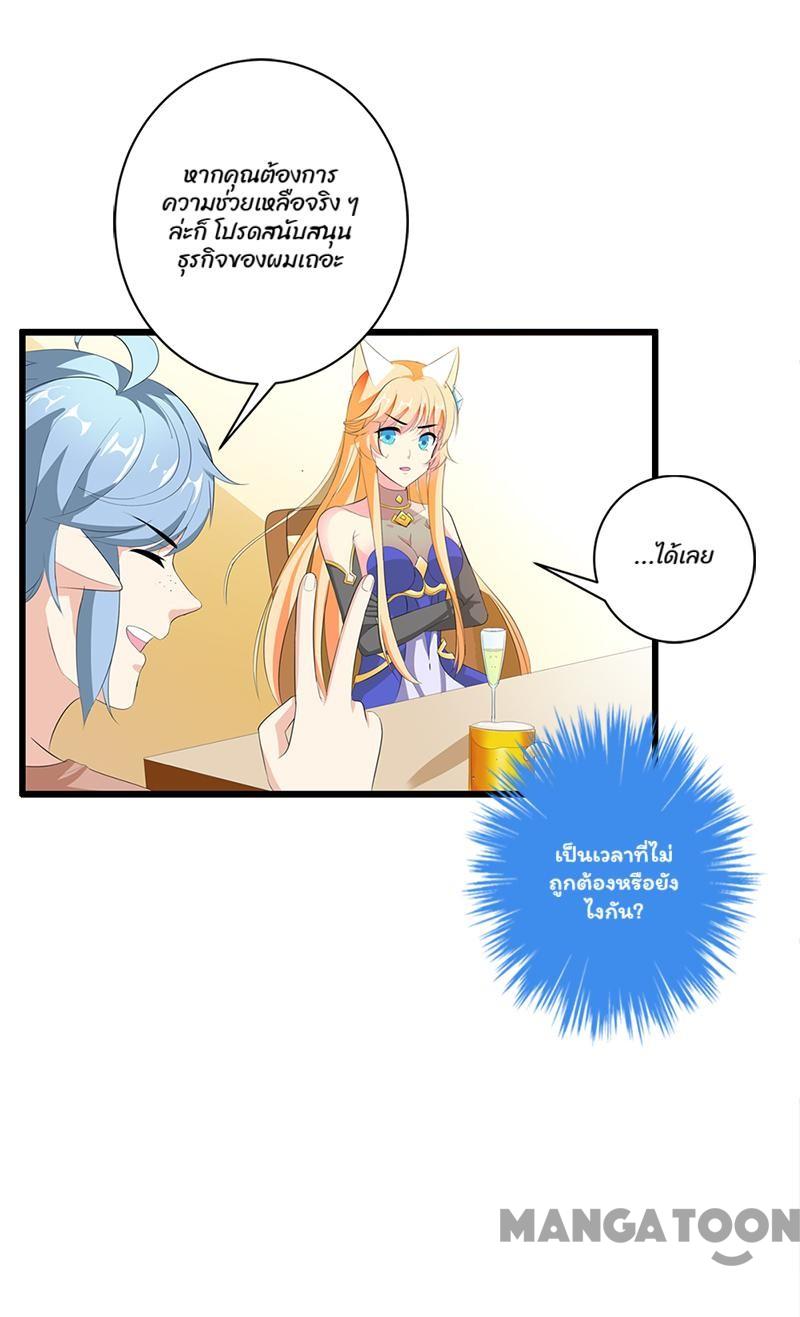 หากคุณต้องการ
ความช่วยเหลือจริง ๆ
ล่ะก็ โปรดสนับสนุน
ธุรกิจของผมเถอะ
...ได้เลย
เป็นเวลาที่ไม่
ถูกต้องหรือยัง
ไงกัน?
MANGATOON